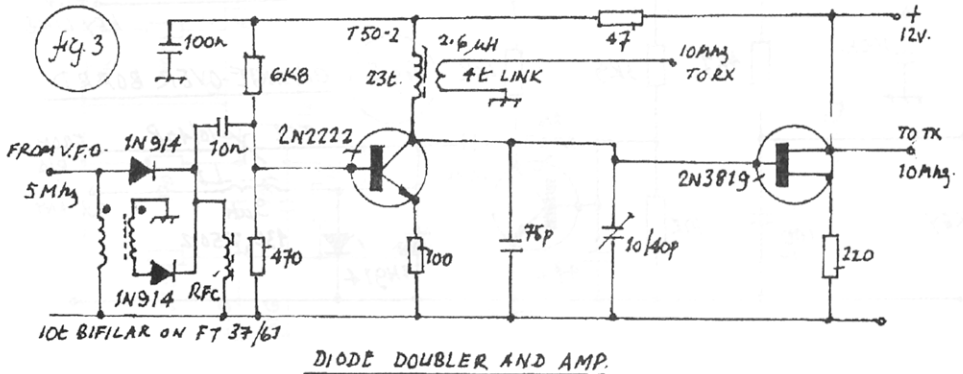 fig. 3
100n
6K8
T50-2
2.6μH
23t.
4t LINK
10Mhz
TO RX
47
+
12v.
FROM V.F.O.
5 Mhz
1N914
10n
2N2222
TO TX
10Mhz.
2N3819
75p
10/40p
220
470
100
RFC
1N914
10t BIFILAR ON FT 37/61
DIODE DOUBLER AND AMP.